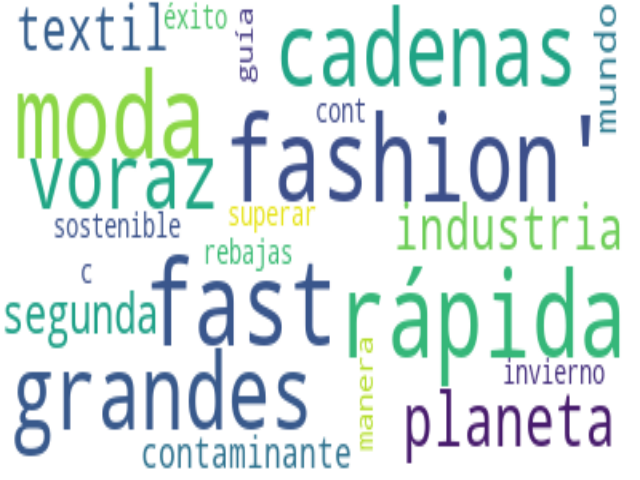 textil
éxito
guía
cadenas
mundo
moda
cont
fashion'
voraz
sostenible
superar
industria
rebajas
c
segunda
fast
rápida
manera
invierno
grandes
planeta
contaminante